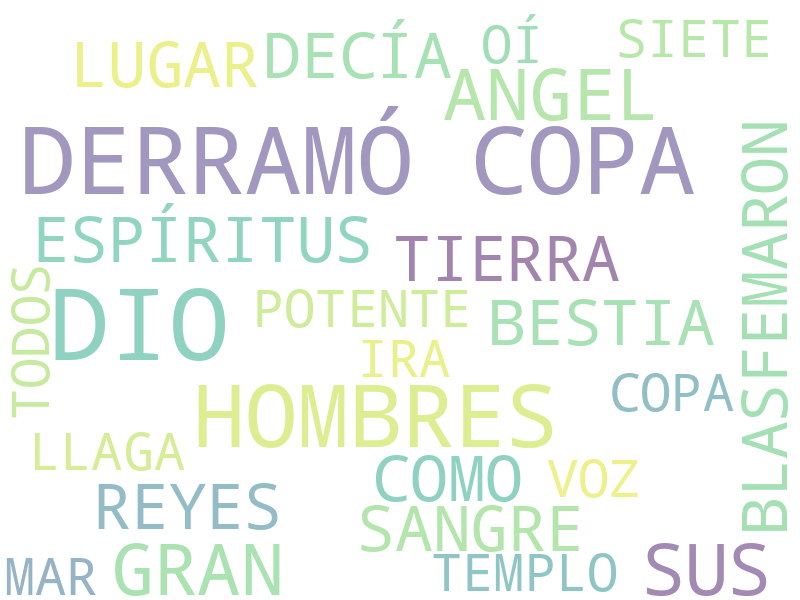 SIETE
OÍ
LUGAR
DECÍA
ANGEL
DERRAMÓ COPA
BLASFEMARON
ESPÍRITUS
TIERRA
TODOS
DIO
POTENTE
BESTIA
IRA
COPA
HOMBRES
LLAGA
COMO
VOZ
REYES
SANGRE
MAR
GRAN
TEMPLO
SUS